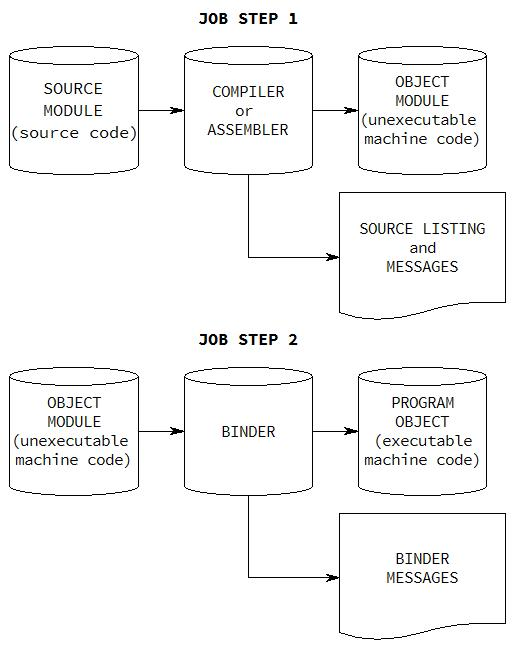 JOB STEP 1
SOURCE
MODULE
(source code)
COMPILER
or
ASSEMBLER
OBJECT
MODULE
(unexecutable
machine code)
SOURCE LISTING
and
MESSAGES
JOB STEP 2
OBJECT
MODULE
(unexecutable
machine code)
BINDER
PROGRAM
OBJECT
(executable
machine code)
BINDER
MESSAGES